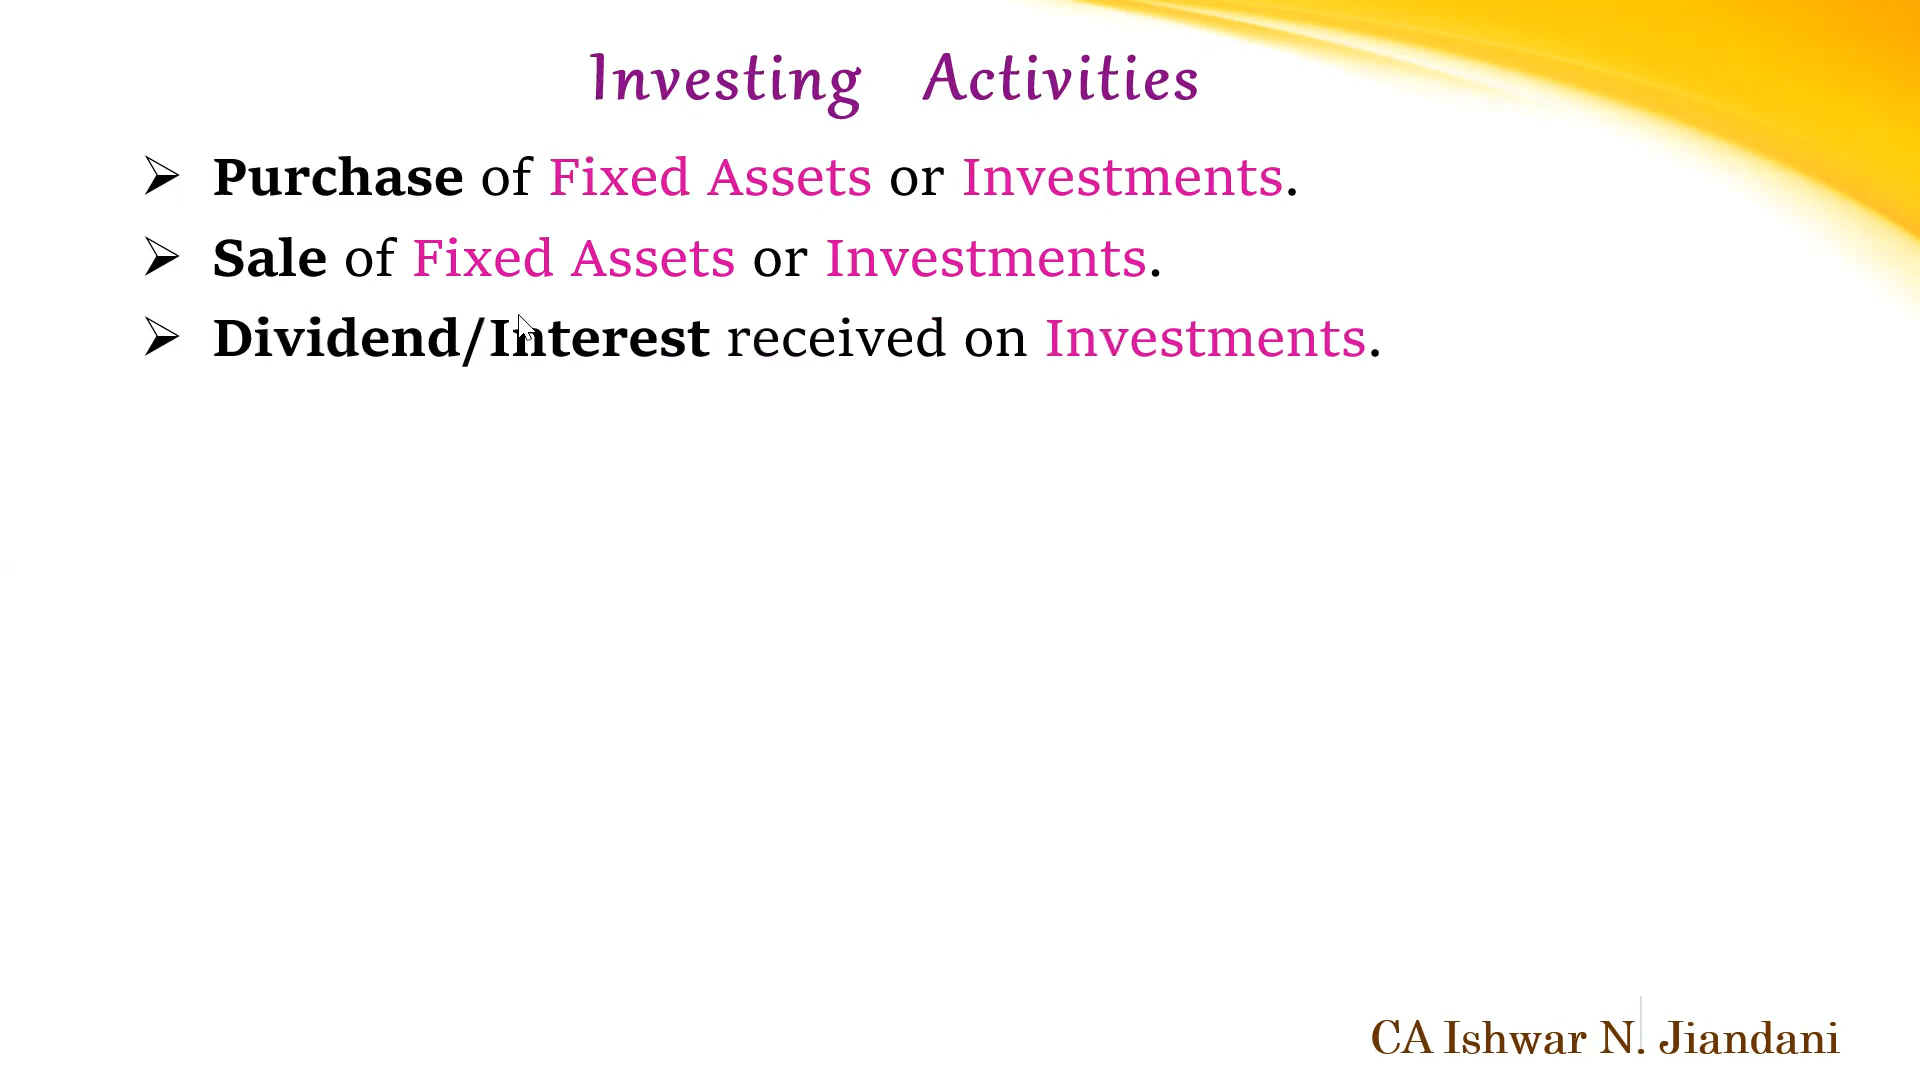 Investing Activities
➢ Purchase of Fixed Assets or Investments.
➢ Sale of Fixed Assets or Investments.
➢ Dividend/Interest received on Investments.
CA Ishwar N. Jiandani